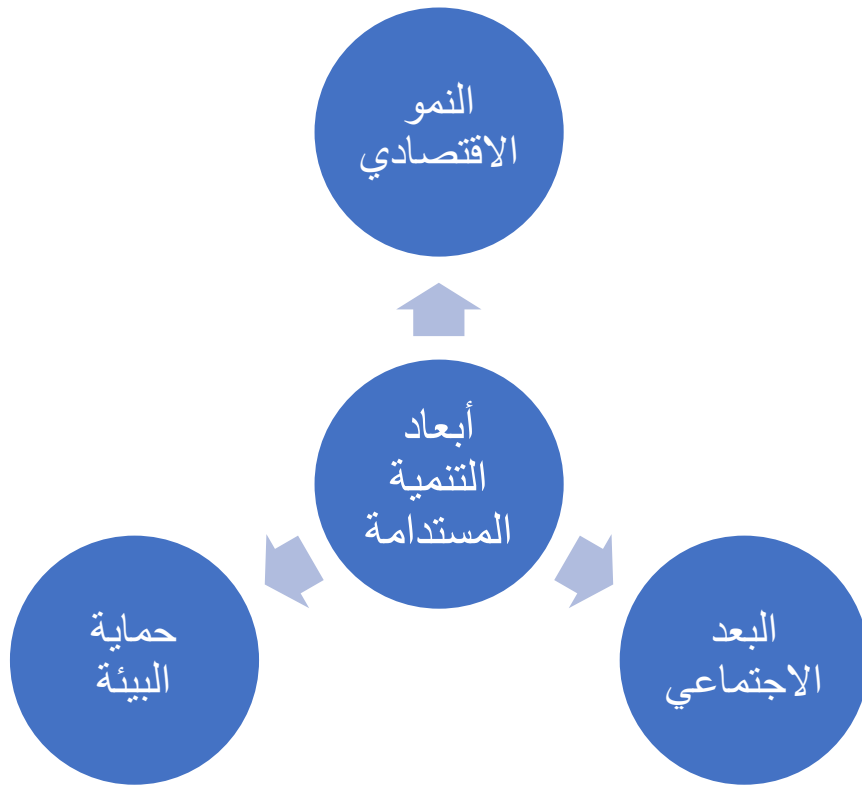 النمو
الاقتصادي
أبعاد
التنمية
المستدامة
البعد
الاجتماعي
حماية
البيئة